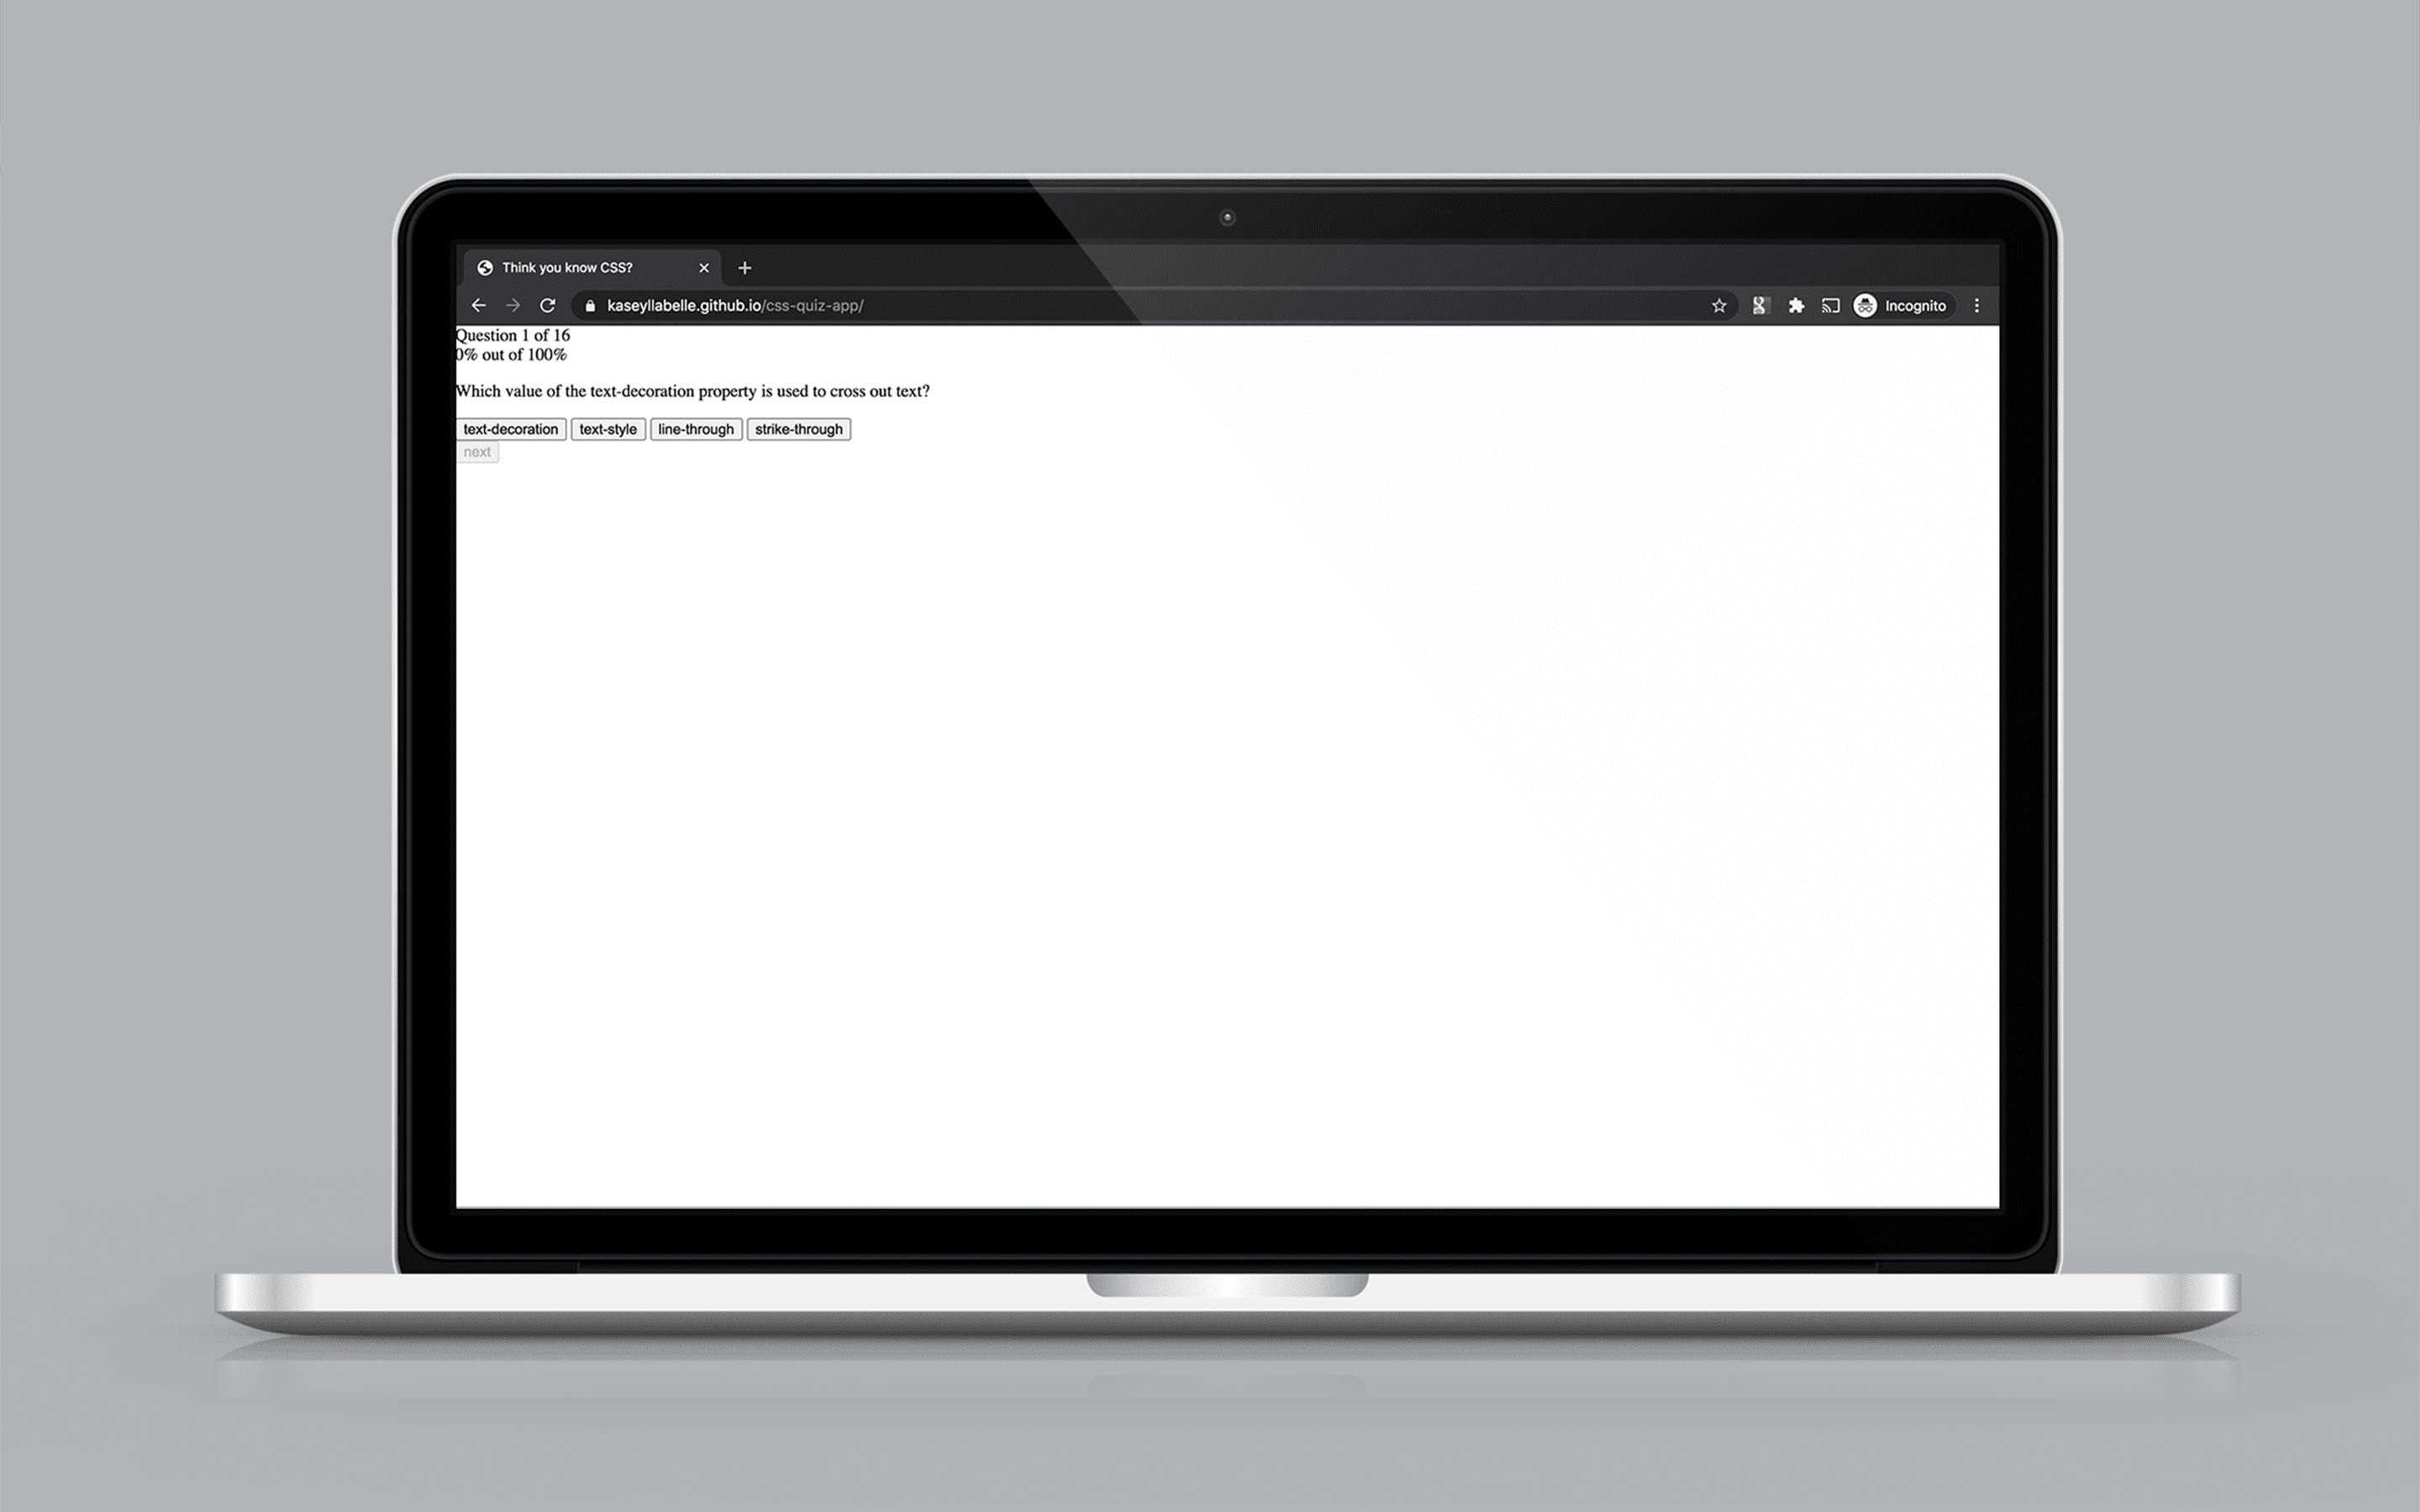 Think you know CSS?
kaseyllabelle.github.io/css-quiz-app/
Incognito
Question 1 of 16
0% out of 100%
Which value of the text-decoration property is used to cross out text?
text-decoration text-style line-through strike-through
next